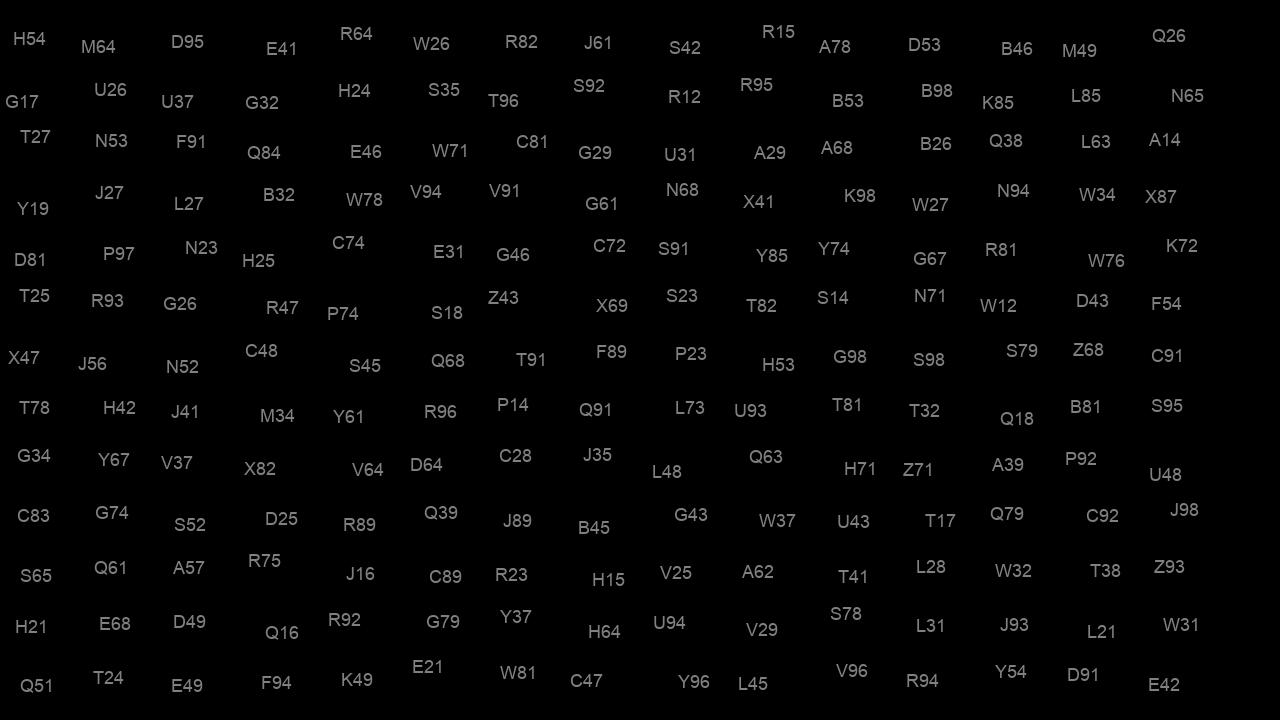 H54 M64 D95 E41 R64 W26 R82 J61 S42 R15 A78 D53 B46 M49 Q26
G17 U26 U37 G32 H24 S35 T96 S92 R12 R95 B53 B98 K85 L85 N65
T27 N53 F91 Q84 E46 W71 C81 G29 U31 A29 A68 B26 Q38 L63 A14
Y19 J27 L27 B32 W78 V94 V91 G61 N68 X41 K98 W27 N94 W34 X87
D81 P97 N23 H25 C74 E31 G46 C72 S91 Y85 Y74 G67 R81 W76 K72
T25 R93 G26 R47 P74 S18 Z43 X69 S23 T82 S14 N71 W12 D43 F54
X47 J56 N52 C48 S45 Q68 T91 F89 P23 H53 G98 S98 S79 Z68 C91
T78 H42 J41 M34 Y61 R96 P14 Q91 L73 U93 T81 T32 Q18 B81 S95
G34 Y67 V37 X82 V64 D64 C28 J35 L48 Q63 H71 Z71 A39 P92 U48
C83 G74 S52 D25 R89 Q39 J89 B45 G43 W37 U43 T17 Q79 C92 J98
S65 Q61 A57 R75 J16 C89 R23 H15 V25 A62 T41 L28 W32 T38 Z93
H21 E68 D49 Q16 R92 G79 Y37 H64 U94 V29 S78 L31 J93 L21 W31
Q51 T24 E49 F94 K49 E21 W81 C47 Y96 L45 V96 R94 Y54 D91 E42